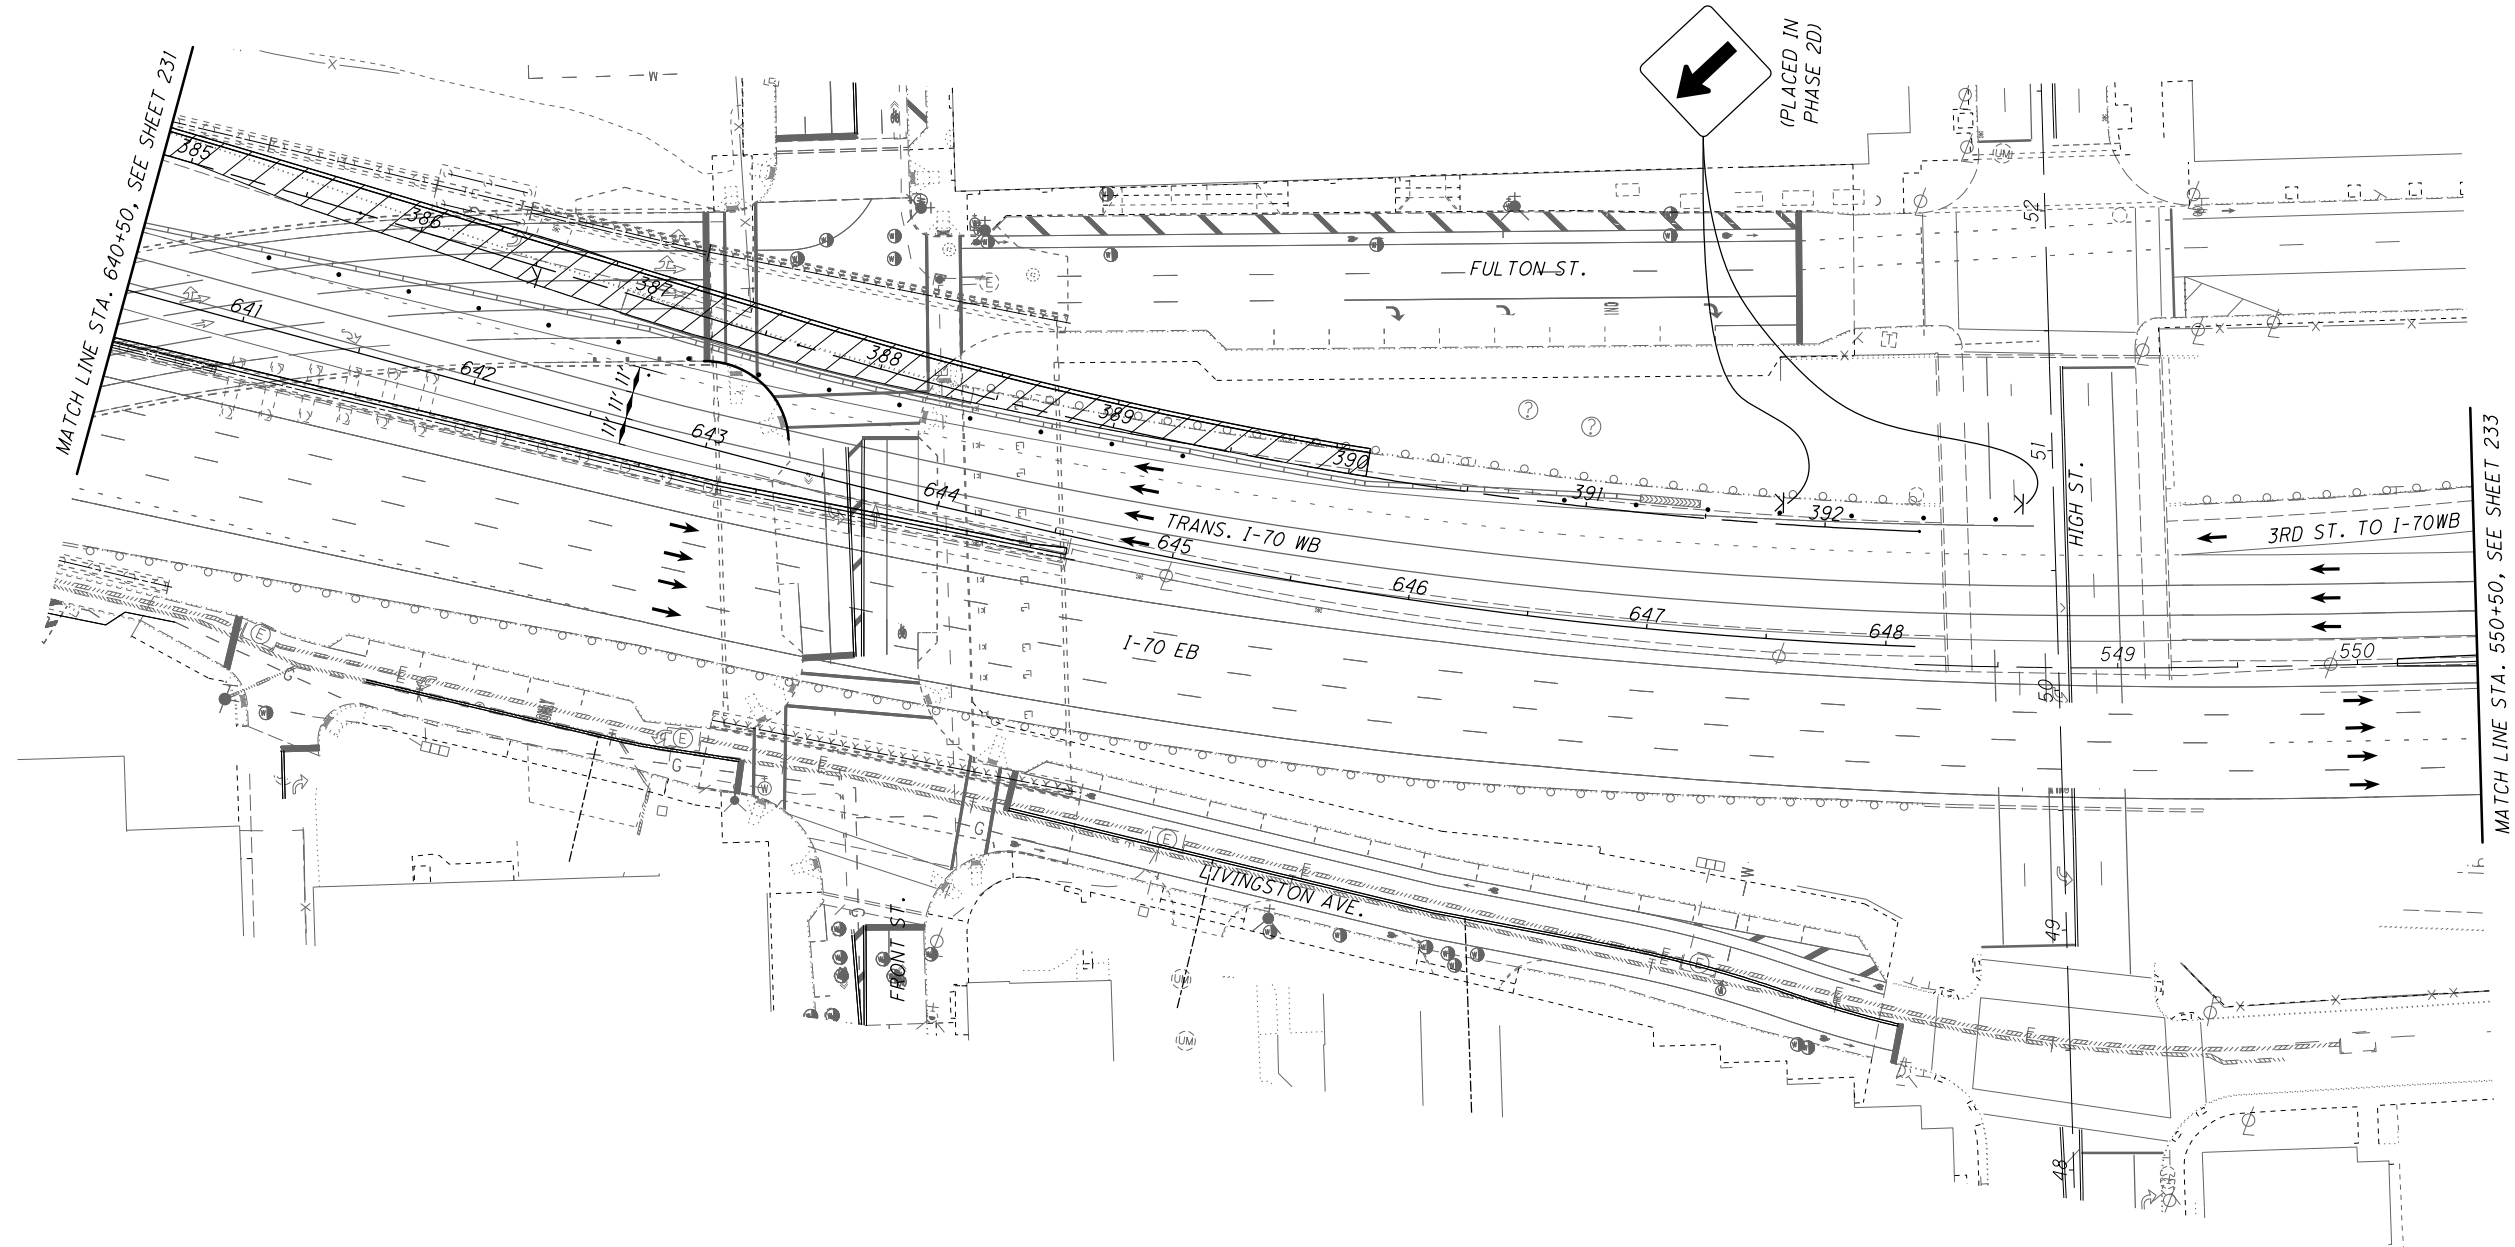 MATCH LINE STA. 640+50, SEE SHEET 231
(PLACED IN
PHASE 2D)
385
386
387
388
389
390
391
392
641
642
643
644
645
646
647
648
549
550
11'
11'
11'
FULTON ST.
TRANS. I-70 WB
I-70 EB
3RD ST. TO I-70WB
HIGH ST.
LIVINGSTON AVE.
FRONT ST.
52
51
50
49
48
MATCH LINE STA. 550+50, SEE SHEET 233
W
E
E
E
E
E
E
E
E
E
E
E
G
G
G
G
W
W
UM
UM
UM
?
?